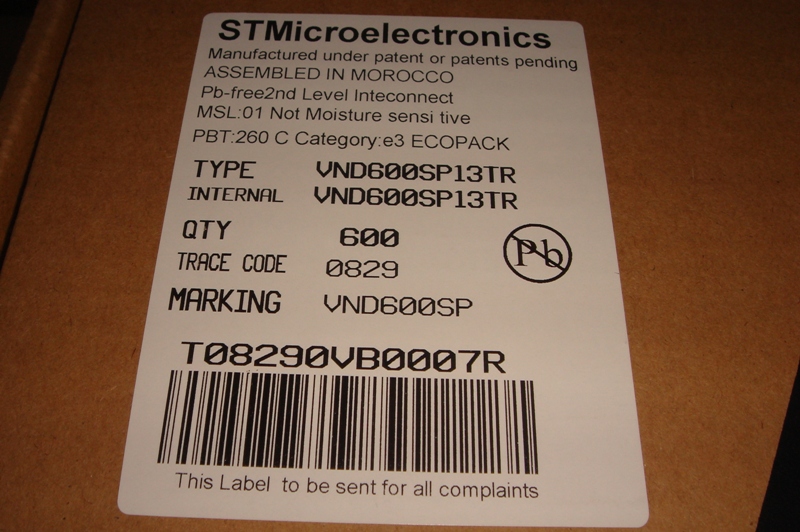 STMicroelectronics
Manufactured under patent or patents pending
ASSEMBLED IN MOROCCO
Pb-free2nd Level Inteconnect
MSL:01 Not Moisture sensi tive
PBT:260 C Category:e3 ECOPACK
TYPE VND600SP13TR
INTERNAL VND600SP13TR
QTY 600
Pb
TRACE CODE 0829
MARKING VND600SP
T08290VB0007R
This Label to be sent for all complaints